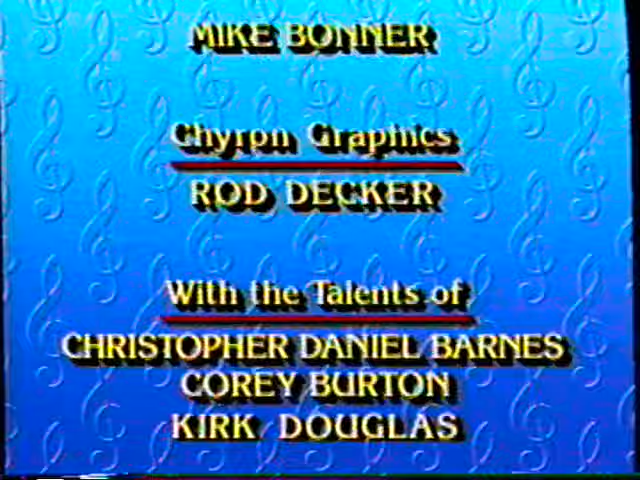 MIKE BONNER
Chyron Graphics
ROD DECKER
With the Talents of
CHRISTOPHER DANIEL BARNES
COREY BURTON
KIRK DOUGLAS